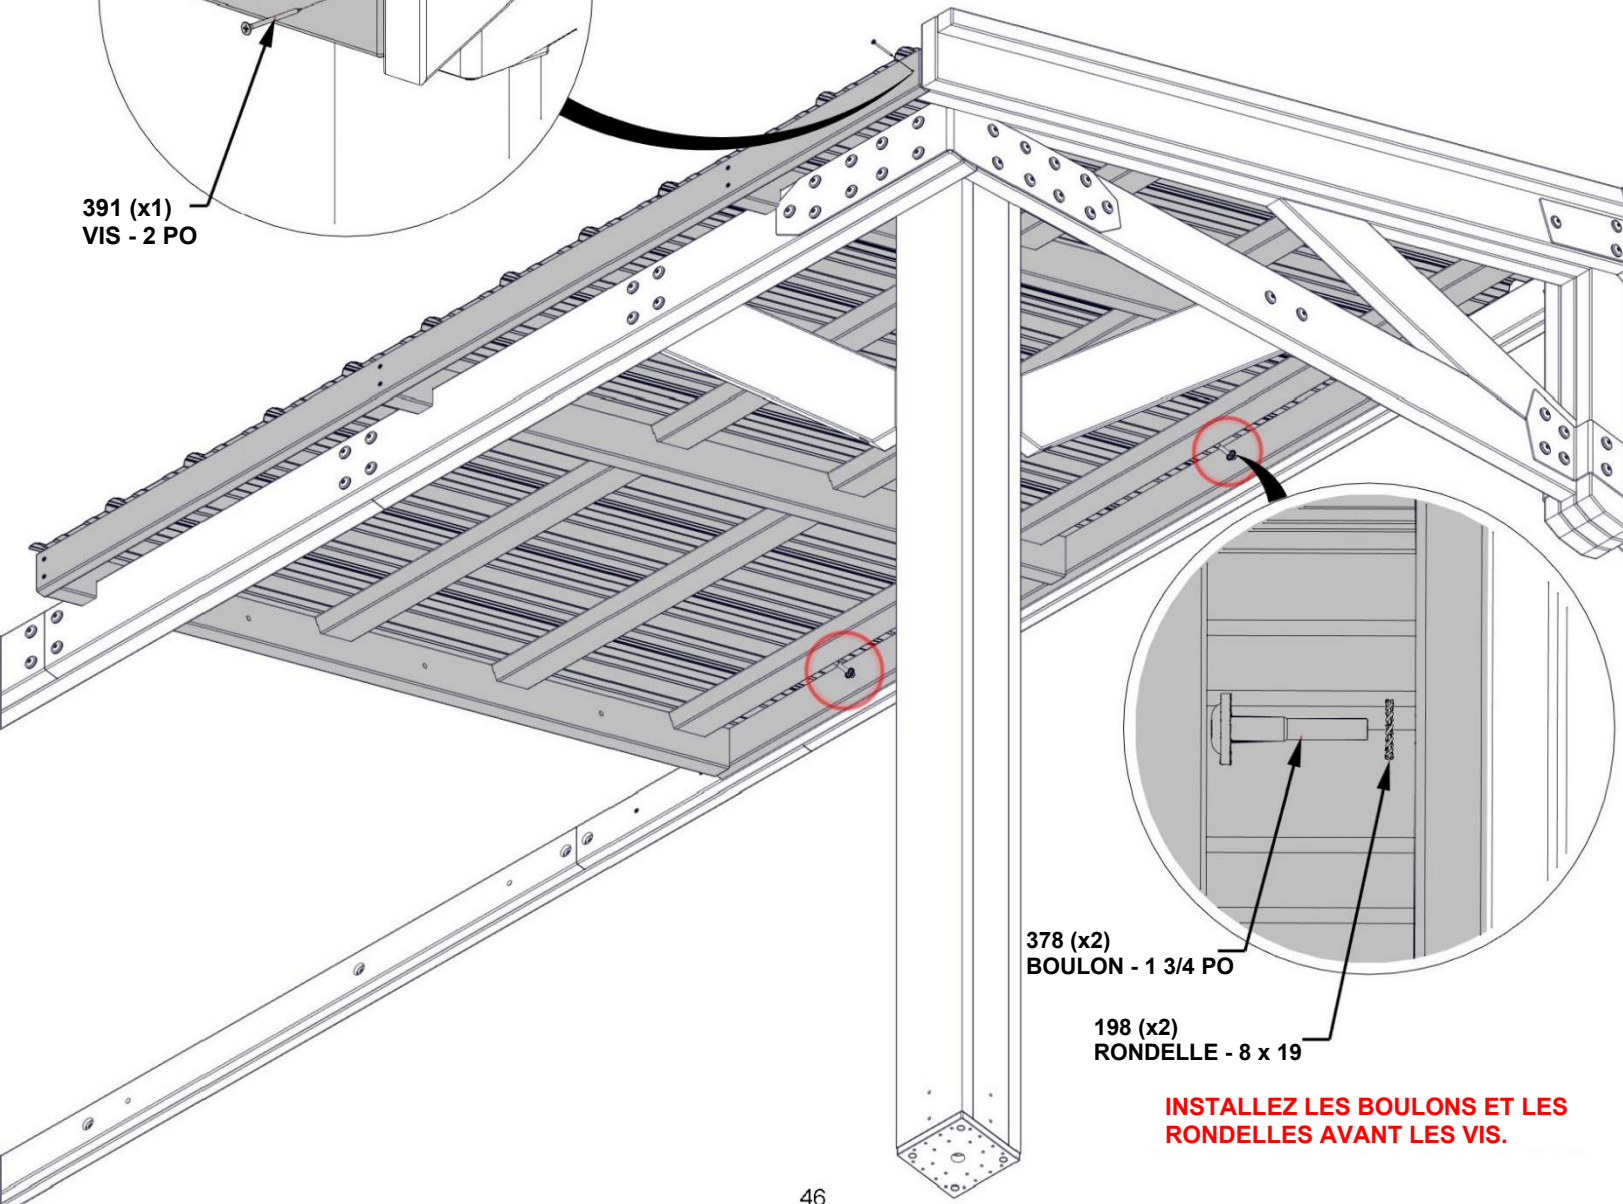 391 (x1)
VIS - 2 PO
378 (x2)
BOULON - 1 3/4 PO
198 (x2)
RONDELLE - 8 x 19
INSTALLEZ LES BOULONS ET LES
RONDELLES AVANT LES VIS.
46